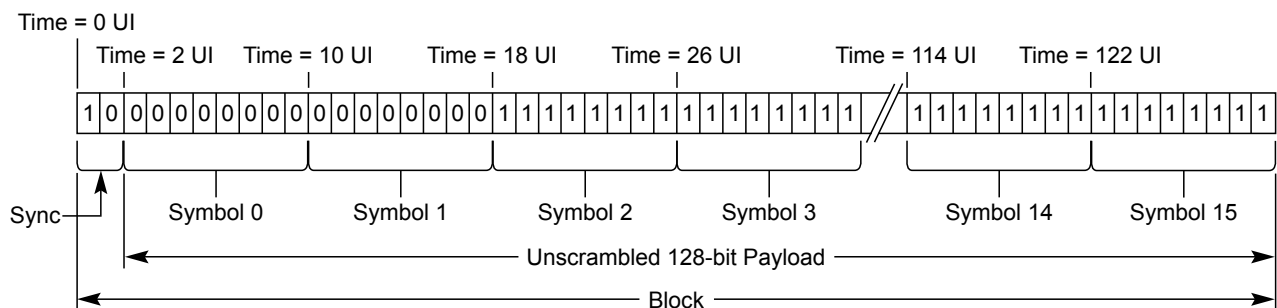 Time = 0 UI
Time = 2 UI Time = 10 UI Time = 18 UI Time = 26 UI Time = 114 UI Time = 122 UI
1 0 0 0 0 0 0 0 0 0 0 0 0 0 0 0 0 0 1 1 1 1 1 1 1 1 1 1 1 1 1 1 1 1 1 1 1 1 1 1 1 1 1 1 1 1 1 1 1 1
Sync Symbol 0 Symbol 1 Symbol 2 Symbol 3 Symbol 14 Symbol 15
Unscrambled 128-bit Payload
Block